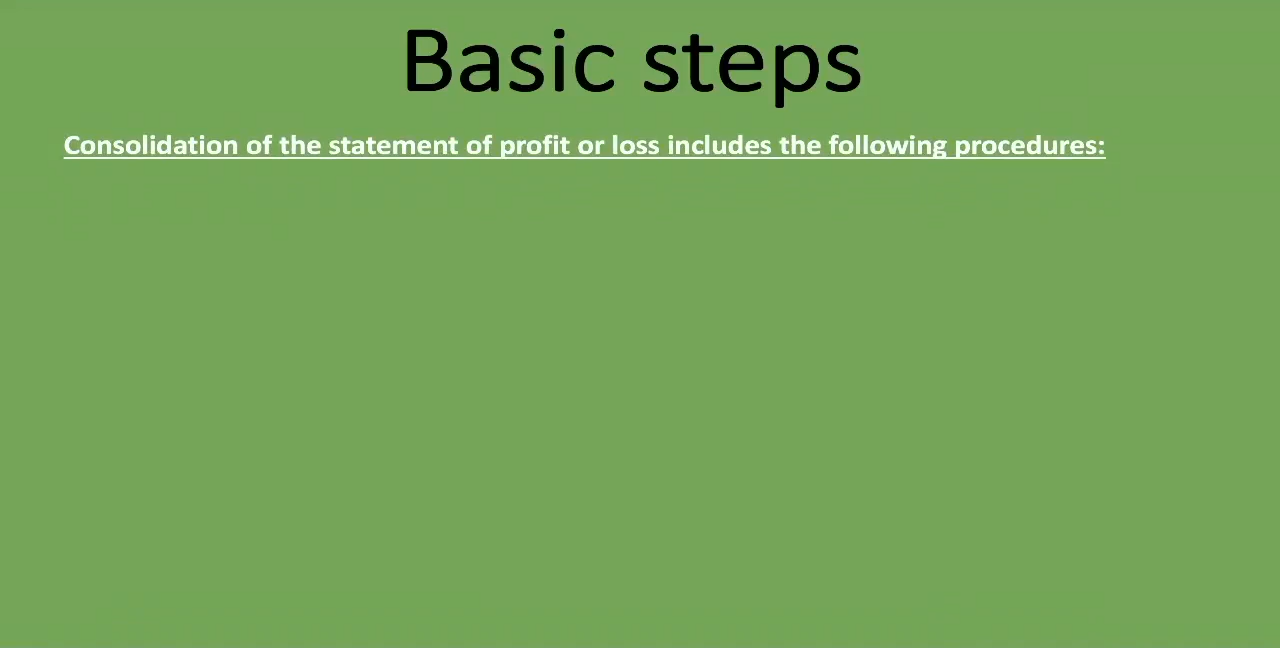 Basic steps
Consolidation of the statement of profit or loss includes the following procedures: